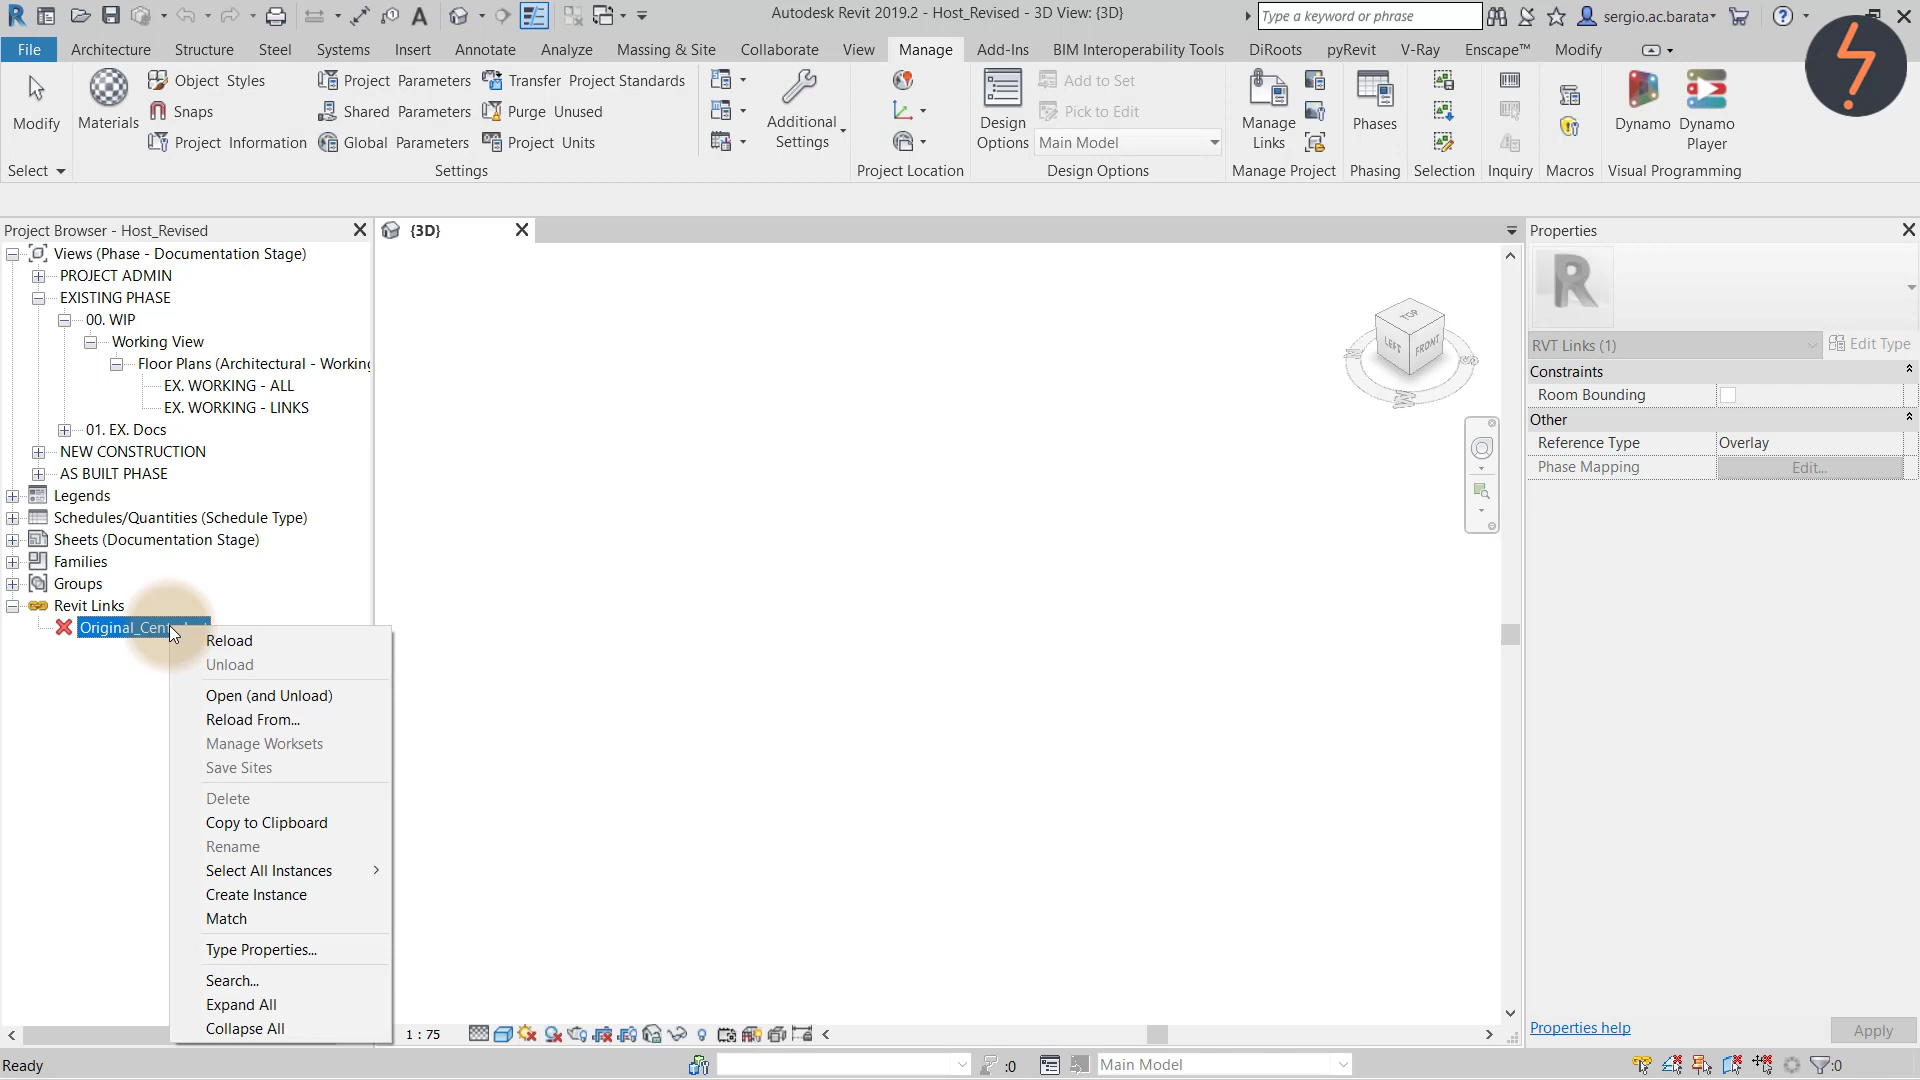 Autodesk Revit 2019.2 - Host_Revised - 3D View: {3D}
Type a keyword or phrase
sergio.ac.barata
File Architecture Structure Steel Systems Insert Annotate Analyze Massing & Site Collaborate View Manage Add-Ins BIM Interoperability Tools DiRoots pyRevit V-Ray Enscape™ Modify
Modify
Materials
Object Styles
Snaps
Project Information
Project Parameters
Shared Parameters
Global Parameters
Transfer Project Standards
Purge Unused
Project Units
Additional
Settings
Design
Options
Add to Set
Pick to Edit
Main Model
Manage
Links
Phases
Dynamo
Dynamo
Player
Select Settings Project Location Design Options Manage Project Phasing Selection Inquiry Macros Visual Programming
Project Browser - Host_Revised
Views (Phase - Documentation Stage)
PROJECT ADMIN
EXISTING PHASE
00. WIP
Working View
Floor Plans (Architectural - Working
EX. WORKING - ALL
EX. WORKING - LINKS
01. EX. Docs
NEW CONSTRUCTION
AS BUILT PHASE
Legends
Schedules/Quantities (Schedule Type)
Sheets (Documentation Stage)
Families
Groups
Revit Links
Reload
Unload
Open (and Unload)
Reload From...
Manage Worksets
Save Sites
Delete
Copy to Clipboard
Rename
Select All Instances
Create Instance
Match
Type Properties...
Search...
Expand All
Collapse All
{3D}
TOP
LEFT
FRONT
W
Properties
R
RVT Links (1)
Edit Type
Constraints
Room Bounding
Other
Reference Type Overlay
Phase Mapping Edit...
Properties help
Apply
1 : 75
Ready
:0
Main Model
:0